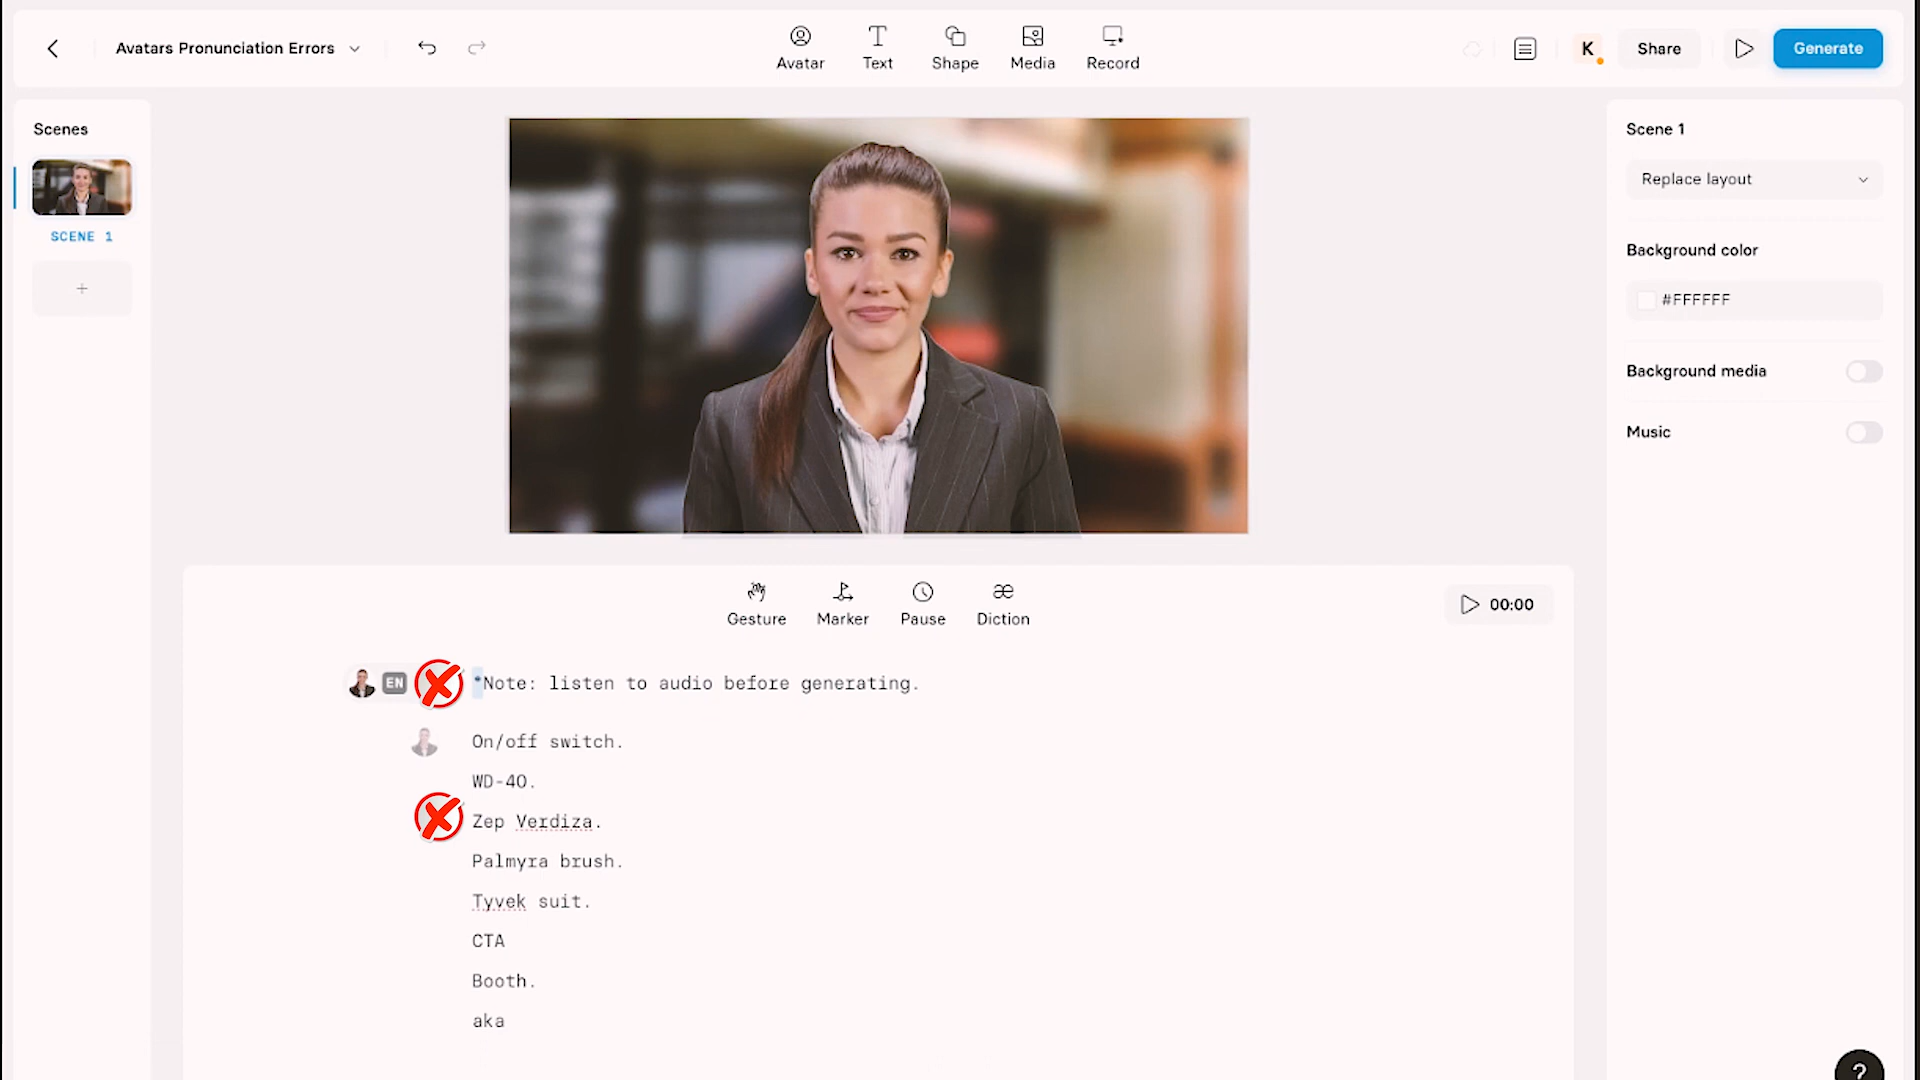 Avatars Pronunciation Errors
Avatar
Text
Shape
Media
Record
K
Share
Generate
Scenes
SCENE 1
+
Scene 1
Replace layout
Background color
#FFFFFF
Background media
Music
Gesture
Marker
Pause
æ
Diction
00:00
EN
*Note: listen to audio before generating.
On/off switch.
WD-40.
Zep Verdiza.
Palmyra brush.
Tyvek suit.
CTA
Booth.
aka
?